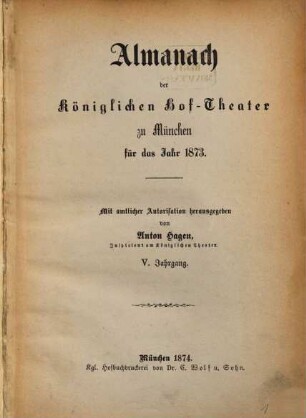 Almanach
der
Königlichen Hof-Theater
zu München
für das Jahr 1873.
Mit amtlicher Autorisation herausgegeben
von
Anton Hagen,
Inspicient am Königlichen Theater.
V. Jahrgang.
München 1874.
Kgl. Hofbuchdruckerei von Dr. C. Wolf u. Sohn.